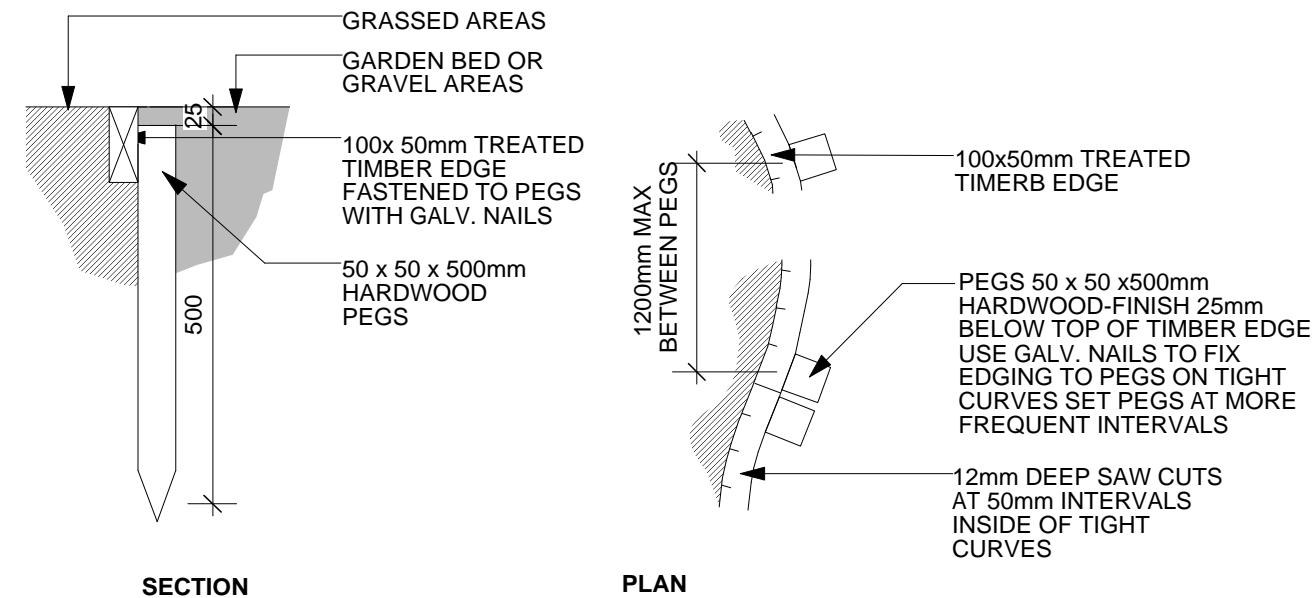 GRASSED AREAS
GARDEN BED OR
GRAVEL AREAS
25
100x 50mm TREATED
TIMBER EDGE
FASTENED TO PEGS
WITH GALV. NAILS
50 x 50 x 500mm
HARDWOOD
PEGS
500
SECTION
1200mm MAX
BETWEEN PEGS
100x50mm TREATED
TIMERB EDGE
PEGS 50 x 50 x500mm
HARDWOOD-FINISH 25mm
BELOW TOP OF TIMBER EDGE
USE GALV. NAILS TO FIX
EDGING TO PEGS ON TIGHT
CURVES SET PEGS AT MORE
FREQUENT INTERVALS
12mm DEEP SAW CUTS
AT 50mm INTERVALS
INSIDE OF TIGHT
CURVES
PLAN